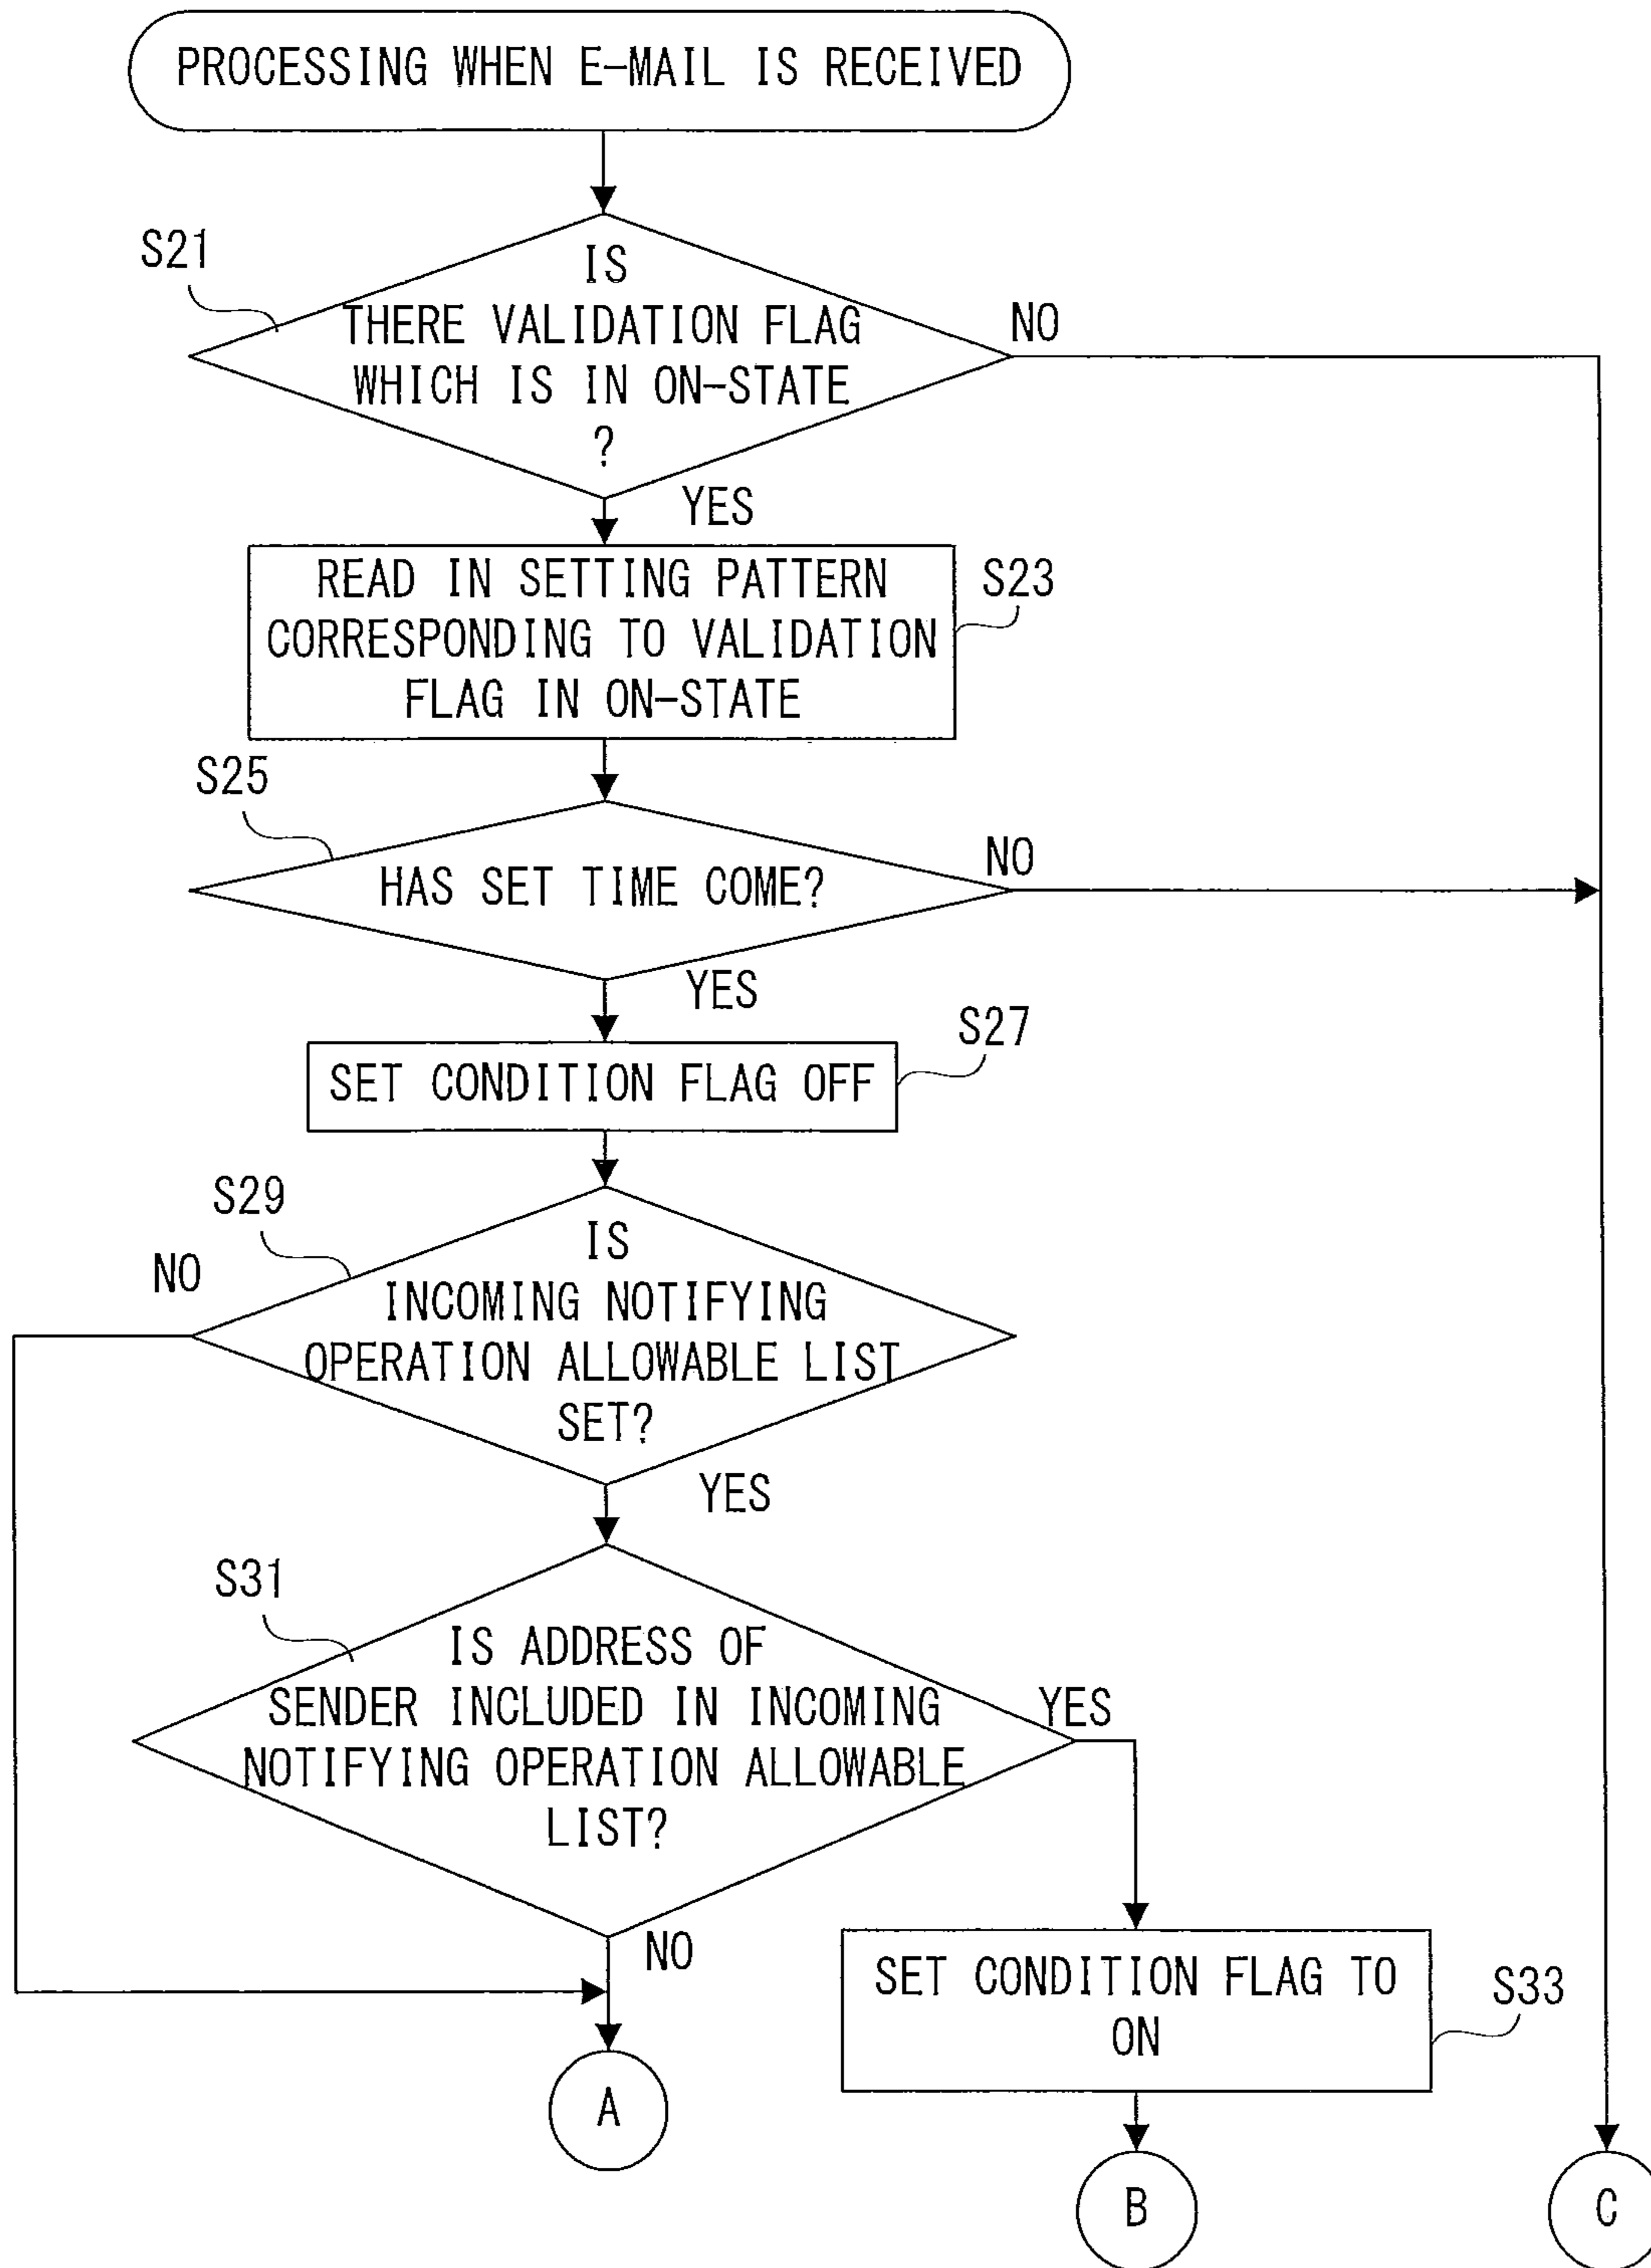 PROCESSING WHEN E-MAIL IS RECEIVED
S21
IS
THERE VALIDATION FLAG
WHICH IS IN ON-STATE
?
NO
YES
READ IN SETTING PATTERN
CORRESPONDING TO VALIDATION
FLAG IN ON-STATE
S23
S25
HAS SET TIME COME?
NO
YES
SET CONDITION FLAG OFF
S27
S29
NO
IS
INCOMING NOTIFYING
OPERATION ALLOWABLE LIST
SET?
YES
S31
IS ADDRESS OF
SENDER INCLUDED IN INCOMING
NOTIFYING OPERATION ALLOWABLE
LIST?
YES
NO
SET CONDITION FLAG TO
ON
S33
A
B
C